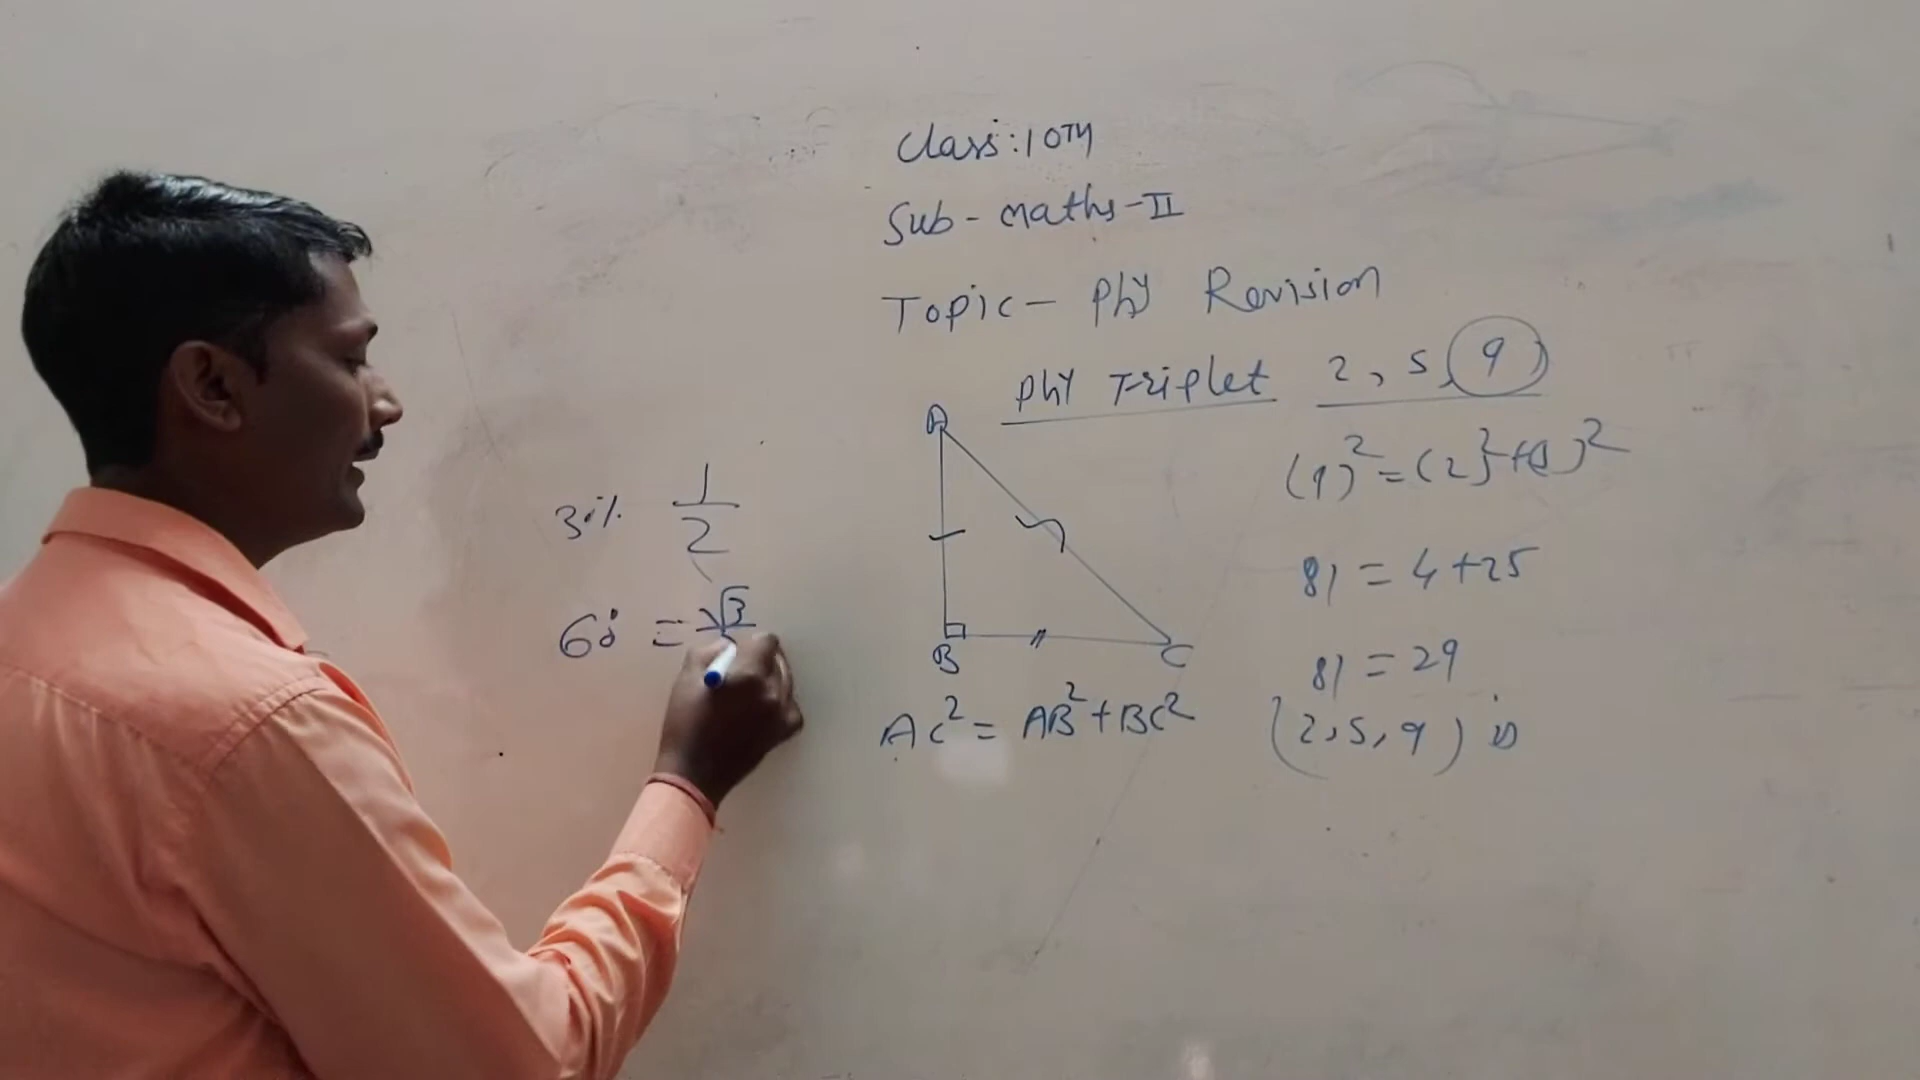 Class:10TH
Sub-maths-II
Topic- Phy Revision
Phy Triplet 2, 5, 9
A
B
C
AC²= AB²+BC²
(9)²=(2)²+( )²
81 = 4+25
81 = 29
(2,5,9) is
30°. 1/2
60° = √3